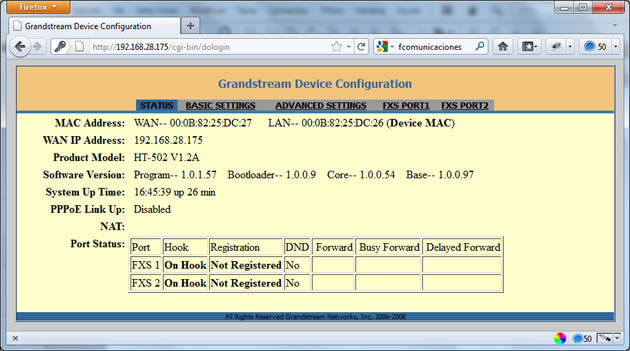 Firefox
Grandstream Device Configuration
http://192.168.28.175/cgi-bin/dologin
fcomunicaciones
50
Grandstream Device Configuration
STATUS BASIC SETTINGS ADVANCED SETTINGS FXS PORT1 FXS PORT2
MAC Address: WAN-- 00:0B:82:25:DC:27 LAN-- 00:0B:82:25:DC:26 (Device MAC)
WAN IP Address: 192.168.28.175
Product Model: HT-502 V1.2A
Software Version: Program-- 1.0.1.57 Bootloader-- 1.0.0.9 Core-- 1.0.0.54 Base-- 1.0.0.97
System Up Time: 16:45:39 up 26 min
PPPoE Link Up: Disabled
NAT:
Port Status: Port Hook Registration DND Forward Busy Forward Delayed Forward
FXS 1 On Hook Not Registered No
FXS 2 On Hook Not Registered No
All Rights Reserved Grandstream Networks, Inc. 2006-2008
50